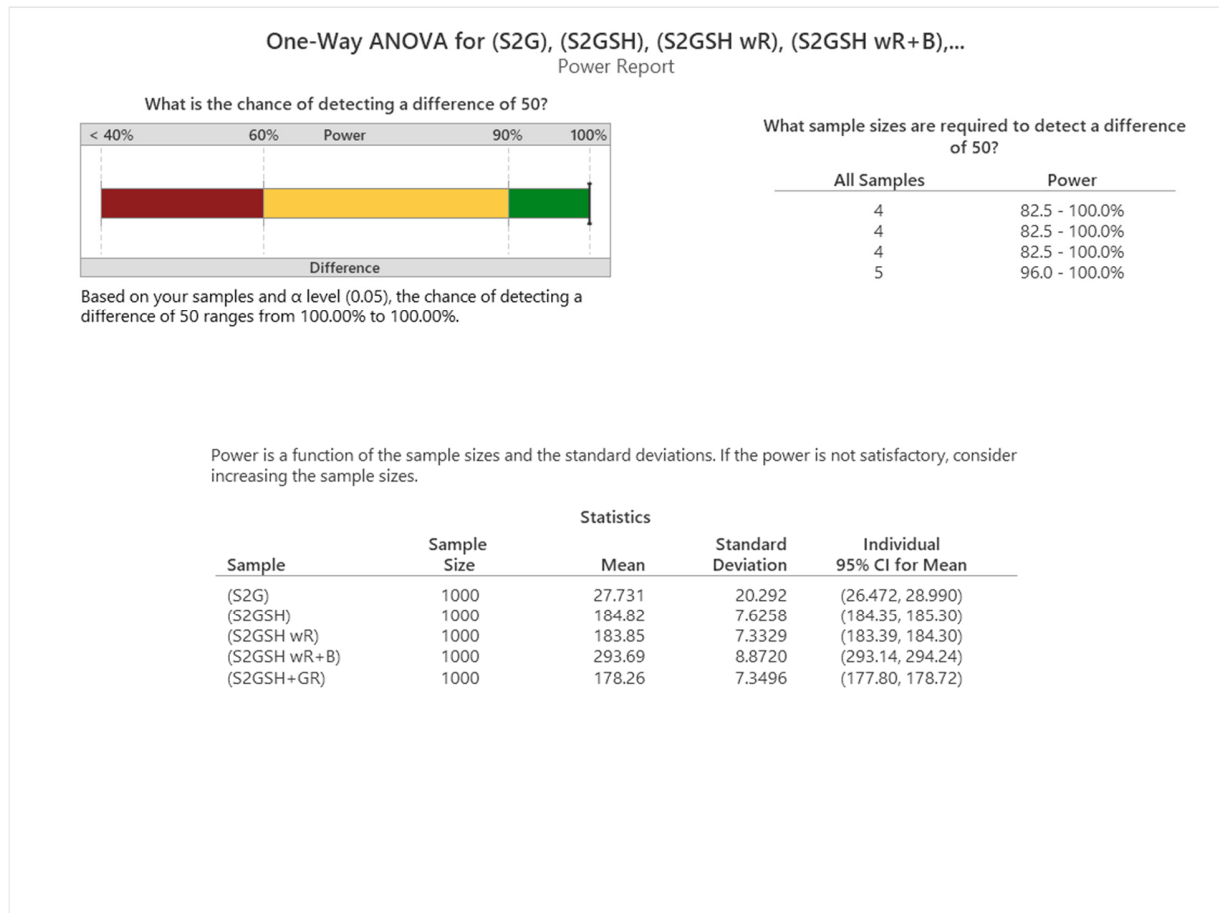 One-Way ANOVA for (S2G), (S2GSH), (S2GSH wR), (S2GSH wR+B),...
Power Report
What is the chance of detecting a difference of 50?
< 40% 60% Power 90% 100%
Difference
Based on your samples and α level (0.05), the chance of detecting a
difference of 50 ranges from 100.00% to 100.00%.
What sample sizes are required to detect a difference
of 50?
All Samples Power
4 82.5 - 100.0%
4 82.5 - 100.0%
4 82.5 - 100.0%
5 96.0 - 100.0%
Power is a function of the sample sizes and the standard deviations. If the power is not satisfactory, consider
increasing the sample sizes.
Statistics
Sample Standard Individual
Sample Size Mean Deviation 95% CI for Mean
(S2G) 1000 27.731 20.292 (26.472, 28.990)
(S2GSH) 1000 184.82 7.6258 (184.35, 185.30)
(S2GSH wR) 1000 183.85 7.3329 (183.39, 184.30)
(S2GSH wR+B) 1000 293.69 8.8720 (293.14, 294.24)
(S2GSH+GR) 1000 178.26 7.3496 (177.80, 178.72)